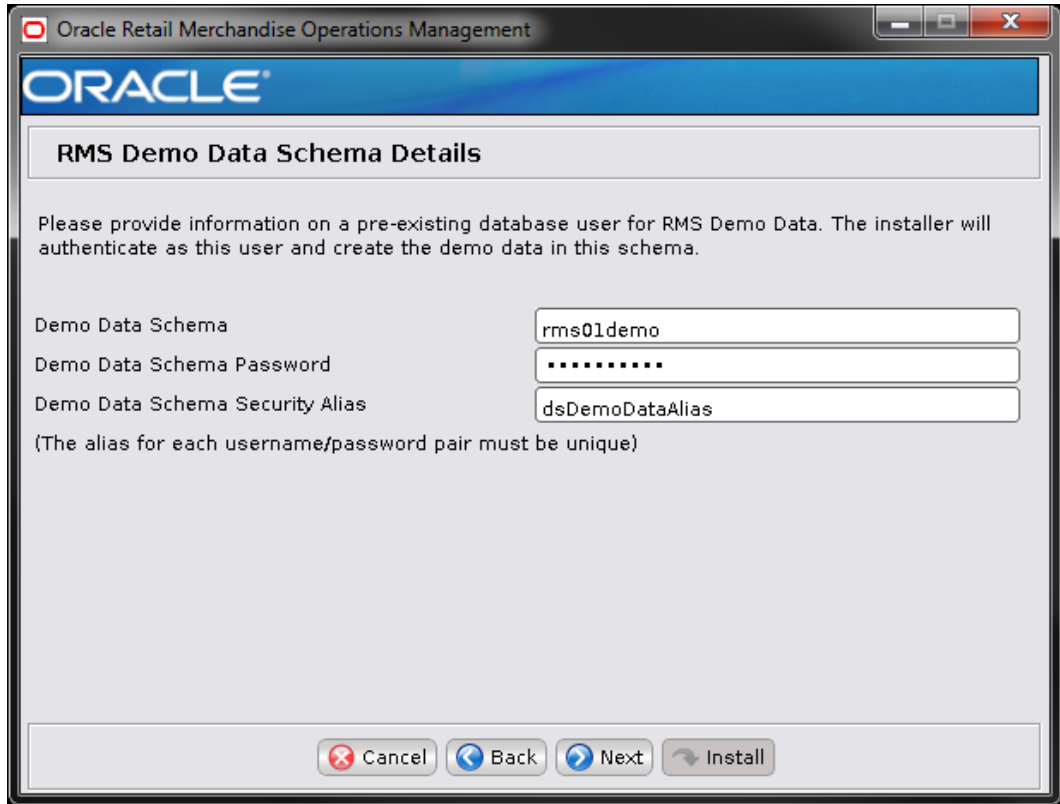 Oracle Retail Merchandise Operations Management
ORACLE®
RMS Demo Data Schema Details
Please provide information on a pre-existing database user for RMS Demo Data. The installer will
authenticate as this user and create the demo data in this schema.
Demo Data Schema
rms01demo
Demo Data Schema Password
••••••••••
Demo Data Schema Security Alias
dsDemoDataAlias
(The alias for each username/password pair must be unique)
Cancel Back Next Install